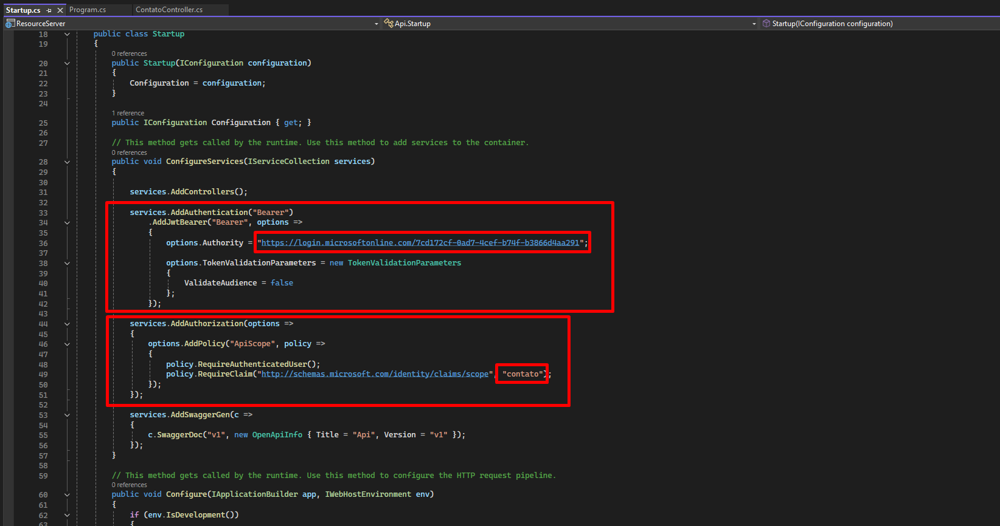 Startup.cs
Program.cs
ContatoController.cs
ResourceServer
Api.Startup
Startup(IConfiguration configuration)
18 public class Startup
19 {
0 references
20 public Startup(IConfiguration configuration)
21 {
22 Configuration = configuration;
23 }
24
1 reference
25 public IConfiguration Configuration { get; }
26
27 // This method gets called by the runtime. Use this method to add services to the container.
0 references
28 public void ConfigureServices(IServiceCollection services)
29 {
30
31 services.AddControllers();
32
33 services.AddAuthentication("Bearer")
34 .AddJwtBearer("Bearer", options =>
35 {
36 options.Authority = "https://login.microsoftonline.com/7cd172cf-0ad7-4cef-b74f-b3866d4aa291";
37
38 options.TokenValidationParameters = new TokenValidationParameters
39 {
40 ValidateAudience = false
41 };
42 });
43
44 services.AddAuthorization(options =>
45 {
46 options.AddPolicy("ApiScope", policy =>
47 {
48 policy.RequireAuthenticatedUser();
49 policy.RequireClaim("http://schemas.microsoft.com/identity/claims/scope", "contato");
50 });
51 });
52
53 services.AddSwaggerGen(c =>
54 {
55 c.SwaggerDoc("v1", new OpenApiInfo { Title = "Api", Version = "v1" });
56 });
57 }
58
59 // This method gets called by the runtime. Use this method to configure the HTTP request pipeline.
0 references
60 public void Configure(IApplicationBuilder app, IWebHostEnvironment env)
61 {
62 if (env.IsDevelopment())
63 {